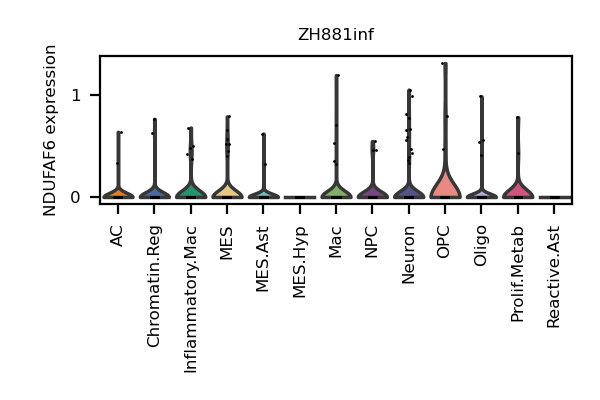 ZH881inf
NDUFAF6 expression
1
0
AC
Chromatin.Reg
Inflammatory.Mac
MES
MES.Ast
MES.Hyp
Mac
NPC
Neuron
OPC
Oligo
Prolif.Metab
Reactive.Ast